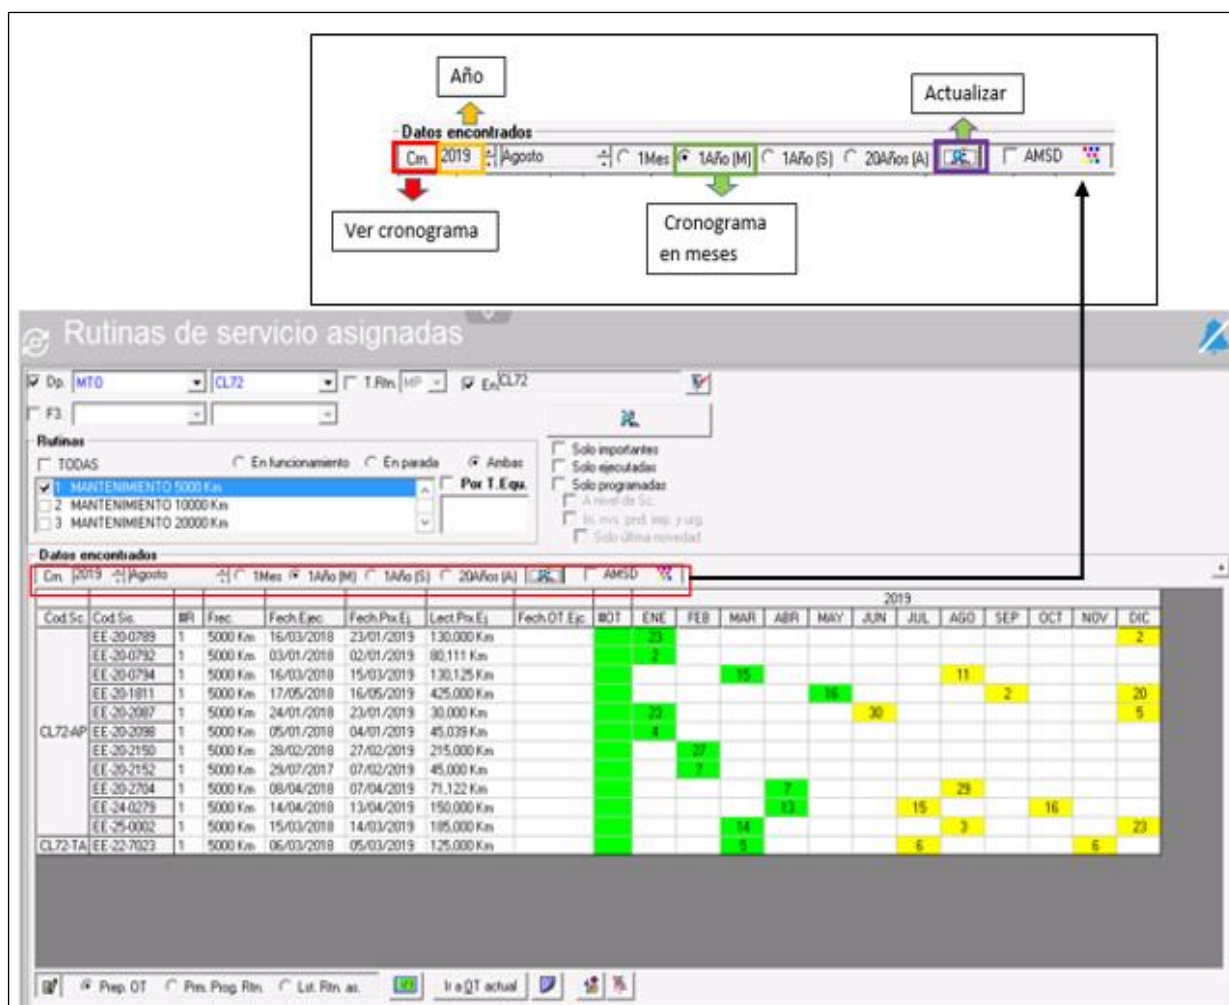 Año
Actualizar
Datos encontrados
Cm. 2019 Agosto 1Mes 1Año (M) 1Año (S) 20Años (A) AMSD
Ver cronograma
Cronograma
en meses
Rutinas de servicio asignadas
Dp. MTO CL72 T.Rtn. MP En CL72
F3.
Rutinas
TODAS En funcionamiento En parada Ambas
Solo importantes
Solo ejecutadas
Solo programadas
A nivel de Sc.
In. nvs. pnd. imp. y urg.
Solo última novedad
1 MANTENIMIENTO 5000 Km
2 MANTENIMIENTO 10000 Km
3 MANTENIMIENTO 20000 Km
Por T.Equ.
Datos encontrados
Cm. 2019 Agosto 1Mes 1Año (M) 1Año (S) 20Años (A) AMSD
2019
Cod.Sc. Cod Sis. #R Frec. Fech.Ejec. Fech.Prx.Ej. Lect.Prx.Ej. Fech.OT.Ejc. #OT ENE FEB MAR ABR MAY JUN JUL AGO SEP OCT NOV DIC
EE-20-0789 1 5000 Km 16/03/2018 23/01/2019 130,000 Km 23 2
EE-20-0792 1 5000 Km 03/01/2018 02/01/2019 80,111 Km 2
EE-20-0794 1 5000 Km 16/03/2018 15/03/2019 130,125 Km 15 11
EE-20-1811 1 5000 Km 17/05/2018 16/05/2019 425,000 Km 16 2 20
EE-20-2087 1 5000 Km 24/01/2018 23/01/2019 30,000 Km 23 30 5
CL72-AP EE-20-2098 1 5000 Km 05/01/2018 04/01/2019 45,039 Km 4
EE-20-2150 1 5000 Km 28/02/2018 27/02/2019 215,000 Km 27
EE-20-2152 1 5000 Km 29/07/2017 07/02/2019 45,000 Km 7
EE-20-2704 1 5000 Km 08/04/2018 07/04/2019 71,122 Km 7 29
EE-24-0279 1 5000 Km 14/04/2018 13/04/2019 150,000 Km 13 15 16
EE-25-0002 1 5000 Km 15/03/2018 14/03/2019 185,000 Km 14 3 23
CL72-TA EE-22-7023 1 5000 Km 06/03/2018 05/03/2019 125,000 Km 5 6 6
Prep. OT Prm. Prog. Rtn. Lst. Rtn. as. Ir a OT actual